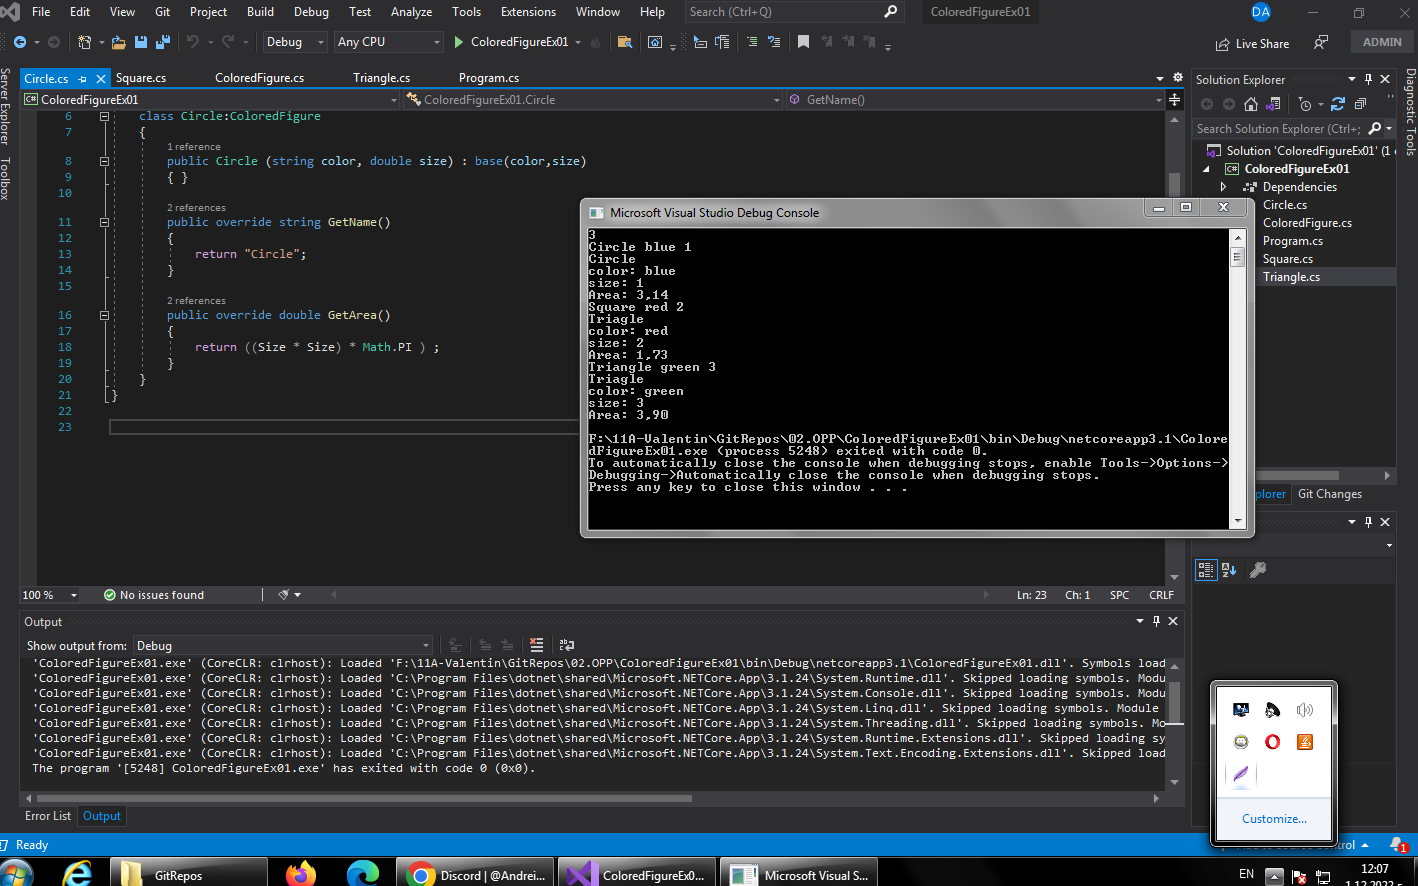 File Edit View Git Project Build Debug Test Analyze Tools Extensions Window Help Search (Ctrl+Q) ColoredFigureEx01 DA
Debug Any CPU ColoredFigureEx01 Live Share ADMIN
Server Explorer
Toolbox
Circle.cs Square.cs ColoredFigure.cs Triangle.cs Program.cs
C# ColoredFigureEx01 ColoredFigureEx01.Circle GetName()
6 class Circle:ColoredFigure
7 {
1 reference
8 public Circle (string color, double size) : base(color,size)
9 { }
10
2 references
11 public override string GetName()
12 {
13 return "Circle";
14 }
15
2 references
16 public override double GetArea()
17 {
18 return ((Size * Size) * Math.PI ) ;
19 }
20 }
21 }
22
23
100 % No issues found Ln: 23 Ch: 1 SPC CRLF
Microsoft Visual Studio Debug Console
3
Circle blue 1
Circle
color: blue
size: 1
Area: 3,14
Square red 2
Triagle
color: red
size: 2
Area: 1,73
Triangle green 3
Triagle
color: green
size: 3
Area: 3,90
F:\11A-Valentin\GitRepos\02.OPP\ColoredFigureEx01\bin\Debug\netcoreapp3.1\Colore
dFigureEx01.exe (process 5248) exited with code 0.
To automatically close the console when debugging stops, enable Tools->Options->
Debugging->Automatically close the console when debugging stops.
Press any key to close this window . . .
Solution Explorer
Search Solution Explorer (Ctrl+;
Solution 'ColoredFigureEx01' (1
C# ColoredFigureEx01
Dependencies
Circle.cs
ColoredFigure.cs
Program.cs
Square.cs
Triangle.cs
plorer Git Changes
Diagnostic Tools
Output
Show output from: Debug
'ColoredFigureEx01.exe' (CoreCLR: clrhost): Loaded 'F:\11A-Valentin\GitRepos\02.OPP\ColoredFigureEx01\bin\Debug\netcoreapp3.1\ColoredFigureEx01.dll'. Symbols load
'ColoredFigureEx01.exe' (CoreCLR: clrhost): Loaded 'C:\Program Files\dotnet\shared\Microsoft.NETCore.App\3.1.24\System.Runtime.dll'. Skipped loading symbols. Modu
'ColoredFigureEx01.exe' (CoreCLR: clrhost): Loaded 'C:\Program Files\dotnet\shared\Microsoft.NETCore.App\3.1.24\System.Console.dll'. Skipped loading symbols. Modu
'ColoredFigureEx01.exe' (CoreCLR: clrhost): Loaded 'C:\Program Files\dotnet\shared\Microsoft.NETCore.App\3.1.24\System.Linq.dll'. Skipped loading symbols. Module
'ColoredFigureEx01.exe' (CoreCLR: clrhost): Loaded 'C:\Program Files\dotnet\shared\Microsoft.NETCore.App\3.1.24\System.Threading.dll'. Skipped loading symbols. Mo
'ColoredFigureEx01.exe' (CoreCLR: clrhost): Loaded 'C:\Program Files\dotnet\shared\Microsoft.NETCore.App\3.1.24\System.Runtime.Extensions.dll'. Skipped loading sy
'ColoredFigureEx01.exe' (CoreCLR: clrhost): Loaded 'C:\Program Files\dotnet\shared\Microsoft.NETCore.App\3.1.24\System.Text.Encoding.Extensions.dll'. Skipped load
The program '[5248] ColoredFigureEx01.exe' has exited with code 0 (0x0).
Error List Output
Customize...
Ready 1
GitRepos Discord | @Andrei... ColoredFigureEx0... Microsoft Visual S... EN 12:07